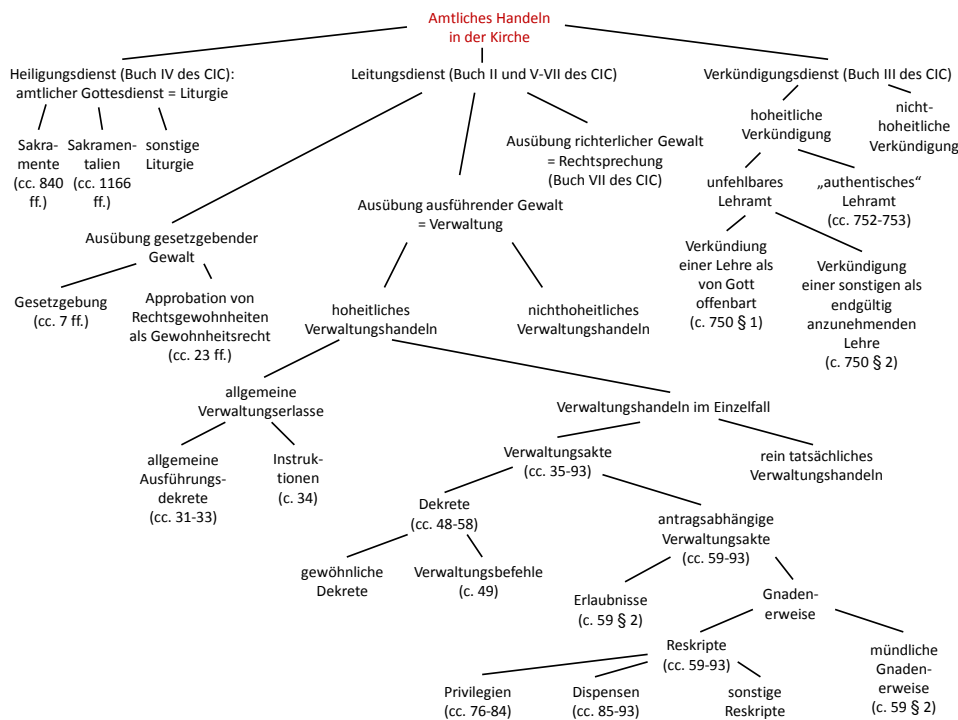 Amtliches Handeln
in der Kirche
Heiligungsdienst (Buch IV des CIC):
amtlicher Gottesdienst = Liturgie
Leitungsdienst (Buch II und V-VII des CIC)
Verkündigungsdienst (Buch III des CIC)
Sakra-
mente
(cc. 840
ff.)
Sakramen-
talien
(cc. 1166
ff.)
sonstige
Liturgie
Ausübung richterlicher Gewalt
= Rechtsprechung
(Buch VII des CIC)
hoheitliche
Verkündigung
nicht-
hoheitliche
Verkündigung
Ausübung gesetzgebender
Gewalt
Ausübung ausführender Gewalt
= Verwaltung
unfehlbares
Lehramt
„authentisches“
Lehramt
(cc. 752-753)
Gesetzgebung
(cc. 7 ff.)
Approbation von
Rechtsgewohnheiten
als Gewohnheitsrecht
(cc. 23 ff.)
hoheitliches
Verwaltungshandeln
nichthoheitliches
Verwaltungshandeln
Verkündiung
einer Lehre als
von Gott
offenbart
(c. 750 § 1)
Verkündigung
einer sonstigen als
endgültig
anzunehmenden
Lehre
(c. 750 § 2)
allgemeine
Verwaltungserlasse
Verwaltungshandeln im Einzelfall
allgemeine
Ausführungs-
dekrete
(cc. 31-33)
Instruk-
tionen
(c. 34)
Verwaltungsakte
(cc. 35-93)
rein tatsächliches
Verwaltungshandeln
Dekrete
(cc. 48-58)
antragsabhängige
Verwaltungsakte
(cc. 59-93)
gewöhnliche
Dekrete
Verwaltungsbefehle
(c. 49)
Erlaubnisse
(c. 59 § 2)
Gnaden-
erweise
Reskripte
(cc. 59-93)
mündliche
Gnaden-
erweise
(c. 59 § 2)
Privilegien
(cc. 76-84)
Dispensen
(cc. 85-93)
sonstige
Reskripte